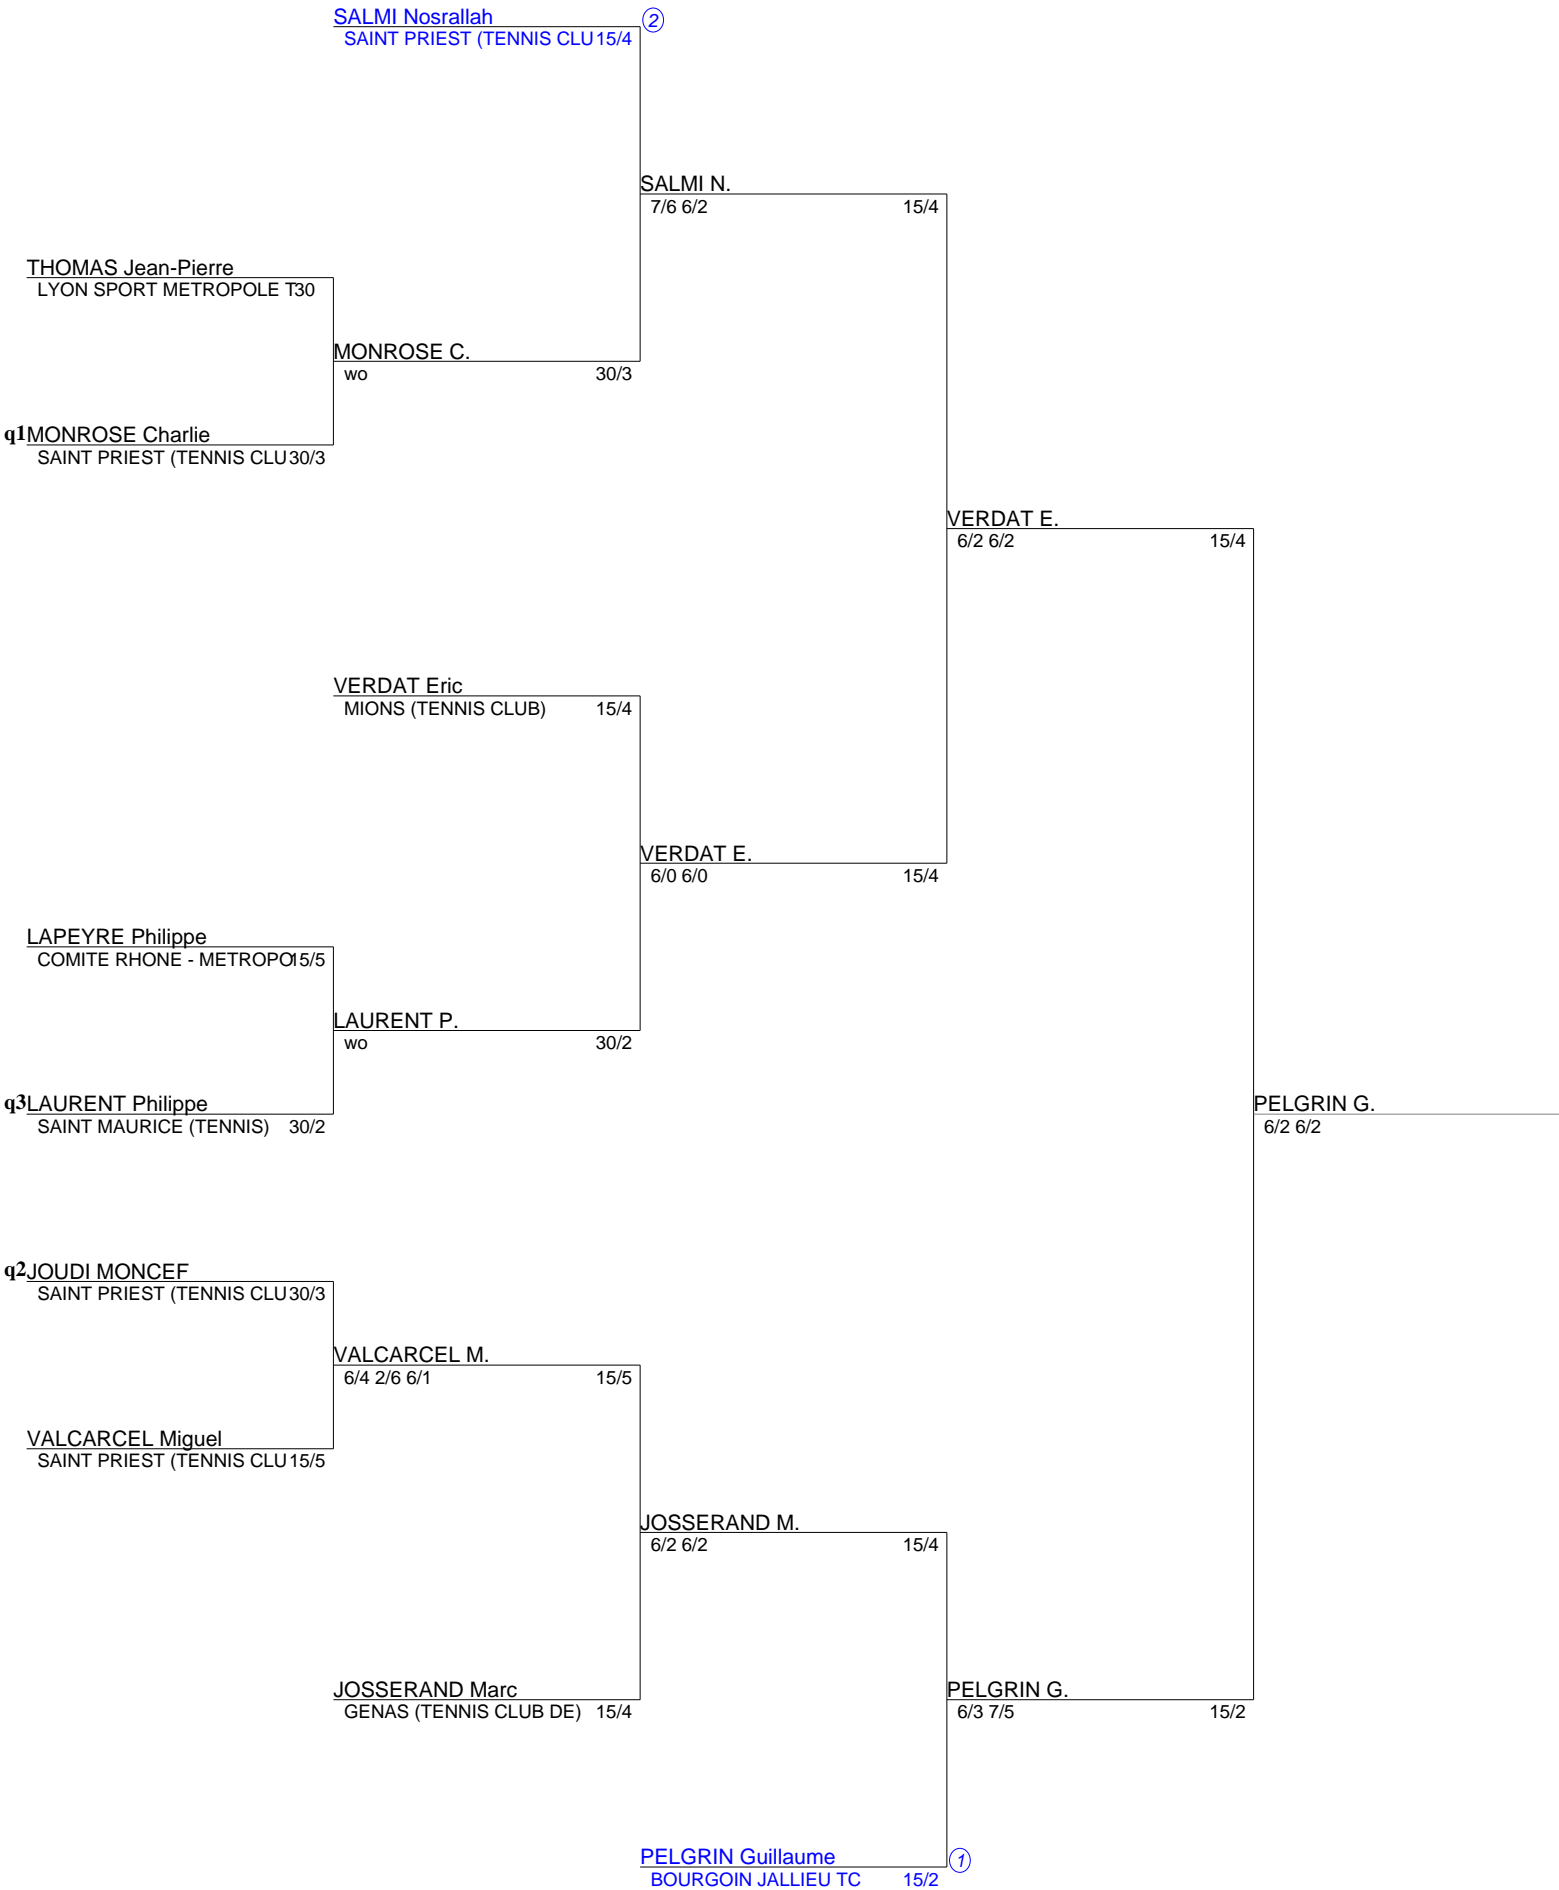 SALMI Nosrallah 2
SAINT PRIEST (TENNIS CLU 15/4
SALMI N.
7/6 6/2 15/4
THOMAS Jean-Pierre
LYON SPORT METROPOLE T30
MONROSE C.
wo 30/3
q1 MONROSE Charlie
SAINT PRIEST (TENNIS CLU 30/3
VERDAT E.
6/2 6/2 15/4
VERDAT Eric
MIONS (TENNIS CLUB) 15/4
VERDAT E.
6/0 6/0 15/4
LAPEYRE Philippe
COMITE RHONE - METROPO15/5
LAURENT P.
wo 30/2
q3 LAURENT Philippe
SAINT MAURICE (TENNIS) 30/2
PELGRIN G.
6/2 6/2
q2 JOUDI MONCEF
SAINT PRIEST (TENNIS CLU 30/3
VALCARCEL M.
6/4 2/6 6/1 15/5
VALCARCEL Miguel
SAINT PRIEST (TENNIS CLU 15/5
JOSSERAND M.
6/2 6/2 15/4
JOSSERAND Marc
GENAS (TENNIS CLUB DE) 15/4
PELGRIN G.
6/3 7/5 15/2
PELGRIN Guillaume 1
BOURGOIN JALLIEU TC 15/2